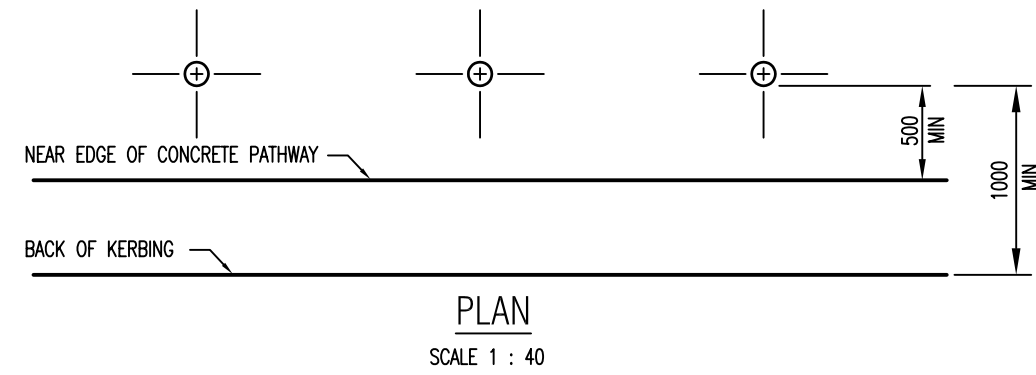 500
MIN
NEAR EDGE OF CONCRETE PATHWAY
1000
MIN
BACK OF KERBING
PLAN
SCALE 1 : 40